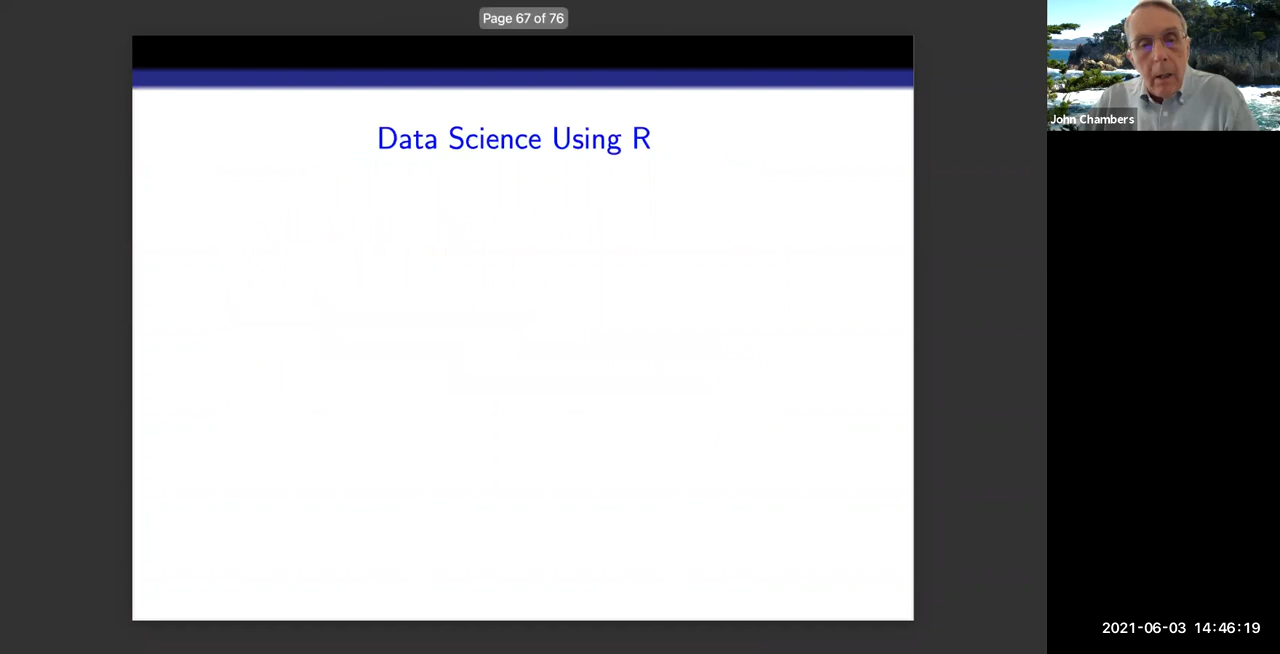 Page 67 of 76
Data Science Using R
John Chambers
2021-06-03 14:46:19